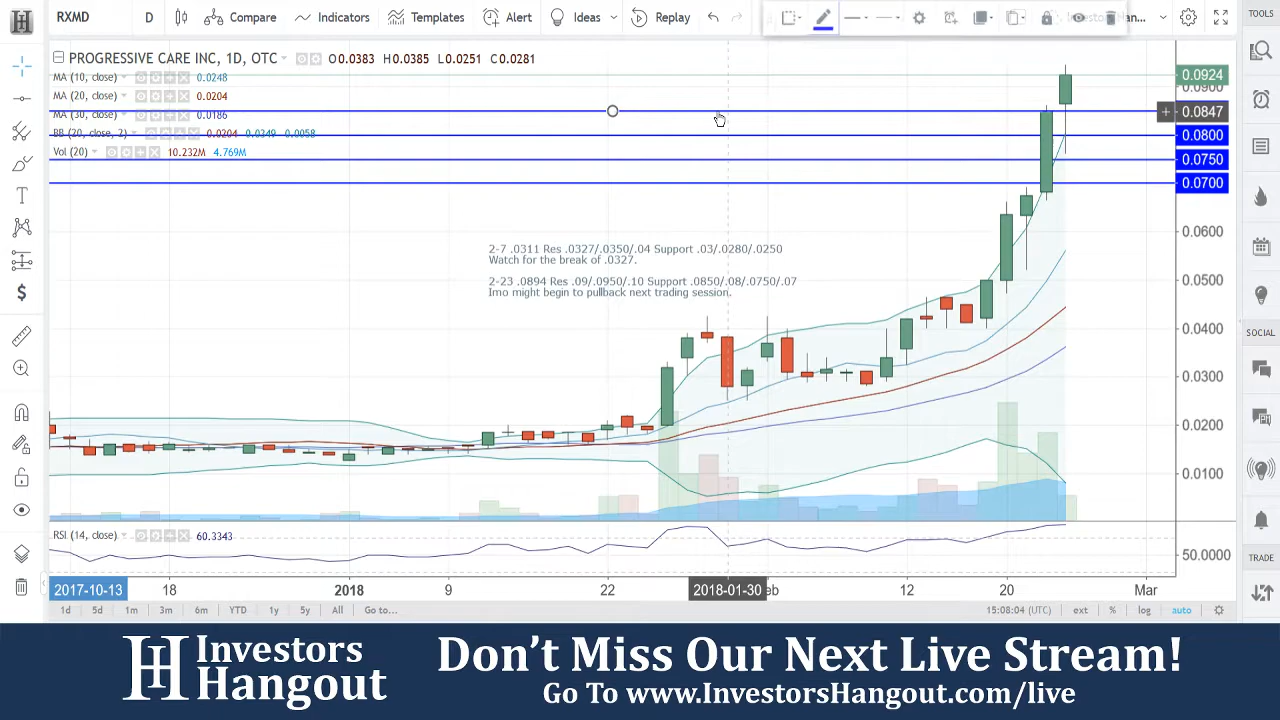 RXMD D Compare Indicators Templates Alert Ideas Replay
TOOLS
PROGRESSIVE CARE INC, 1D, OTC O0.0383 H0.0385 L0.0251 C0.0281
MA (10, close) 0.0248
MA (20, close) 0.0204
MA (30, close) 0.0186
BB (20, close, 2) 0.0204 0.0349 0.0058
Vol (20) 10.232M 4.769M
0.0924
0.0900
0.0847
0.0800
0.0750
0.0700
0.0600
0.0500
0.0400
0.0300
0.0200
0.0100
2-7 .0311 Res .0327/.0350/.04 Support .03/.0280/.0250
Watch for the break of .0327.
2-23 .0894 Res .09/.0950/.10 Support .0850/.08/.0750/.07
Imo might begin to pullback next trading session.
SOCIAL
RSI (14, close) 60.3343
50.0000
TRADE
2017-10-13 18 2018 9 22 2018-01-30 eb 12 20 Mar
1d 5d 1m 3m 6m YTD 1y 5y All Go to... 15:08:04 (UTC) ext % log auto
Investors
Hangout
Don't Miss Our Next Live Stream!
Go To www.InvestorsHangout.com/live